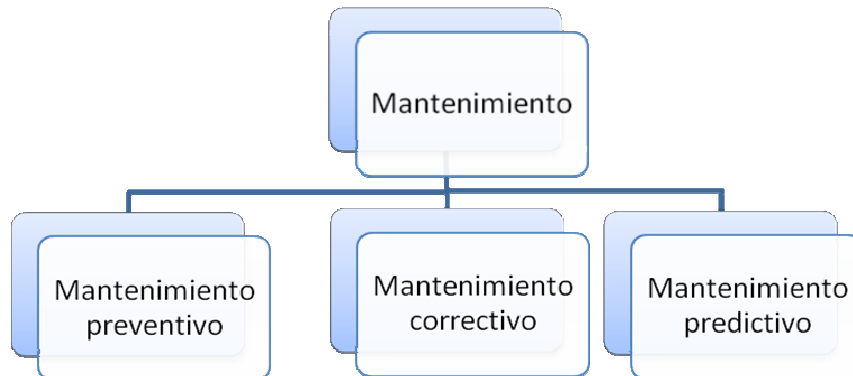 Mantenimiento
Mantenimiento
preventivo
Mantenimiento
correctivo
Mantenimiento
predictivo